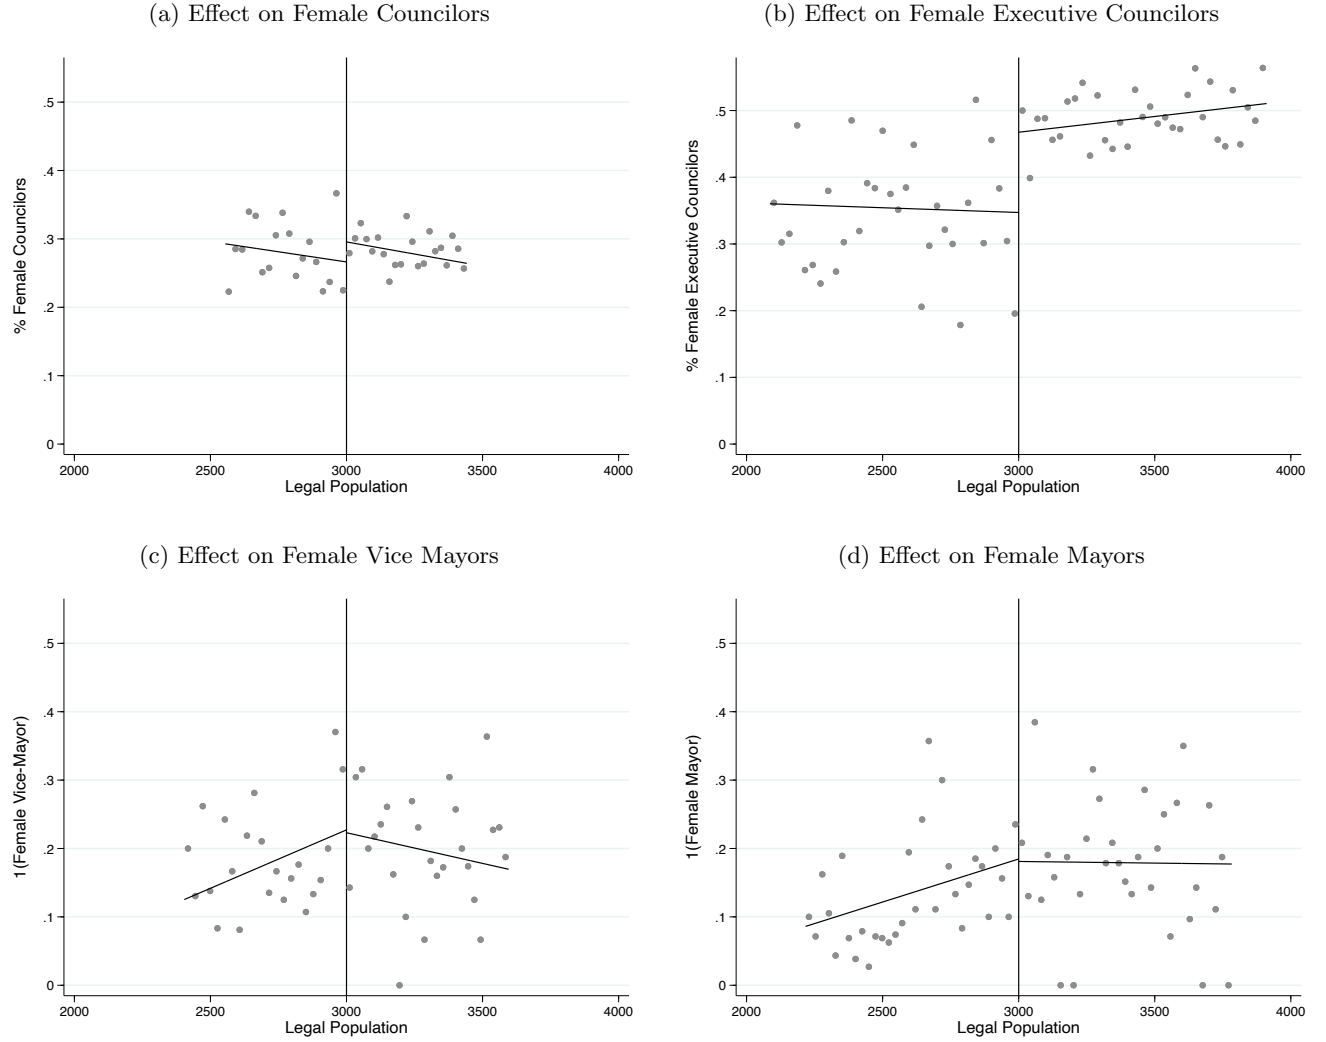 (a) Effect on Female Councilors
% Female Councilors
.5
.4
.3
.2
.1
0
2000 2500 3000 3500 4000
Legal Population
(b) Effect on Female Executive Councilors
% Female Executive Councilors
.5
.4
.3
.2
.1
0
2000 2500 3000 3500 4000
Legal Population
(c) Effect on Female Vice Mayors
1(Female Vice-Mayor)
.5
.4
.3
.2
.1
0
2000 2500 3000 3500 4000
Legal Population
(d) Effect on Female Mayors
1(Female Mayor)
.5
.4
.3
.2
.1
0
2000 2500 3000 3500 4000
Legal Population